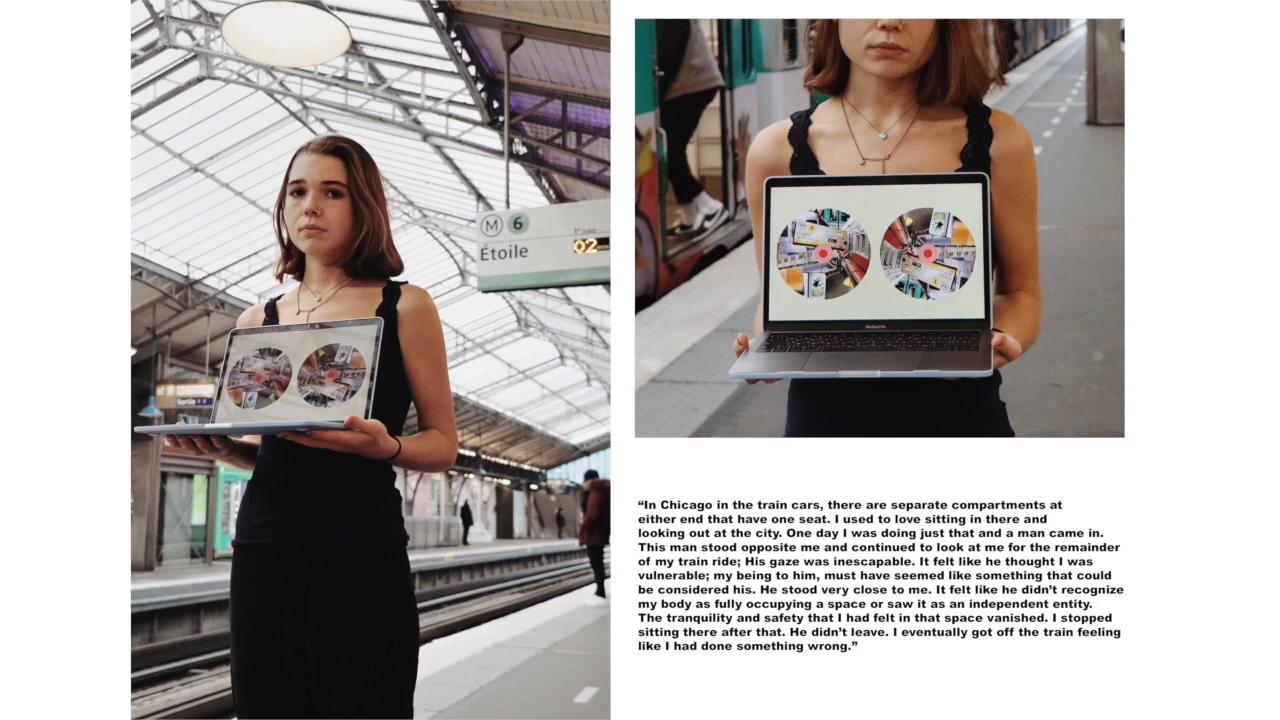 M 6
1er train
Étoile
02
Sortie
MacBook Pro
“In Chicago in the train cars, there are separate compartments at
either end that have one seat. I used to love sitting in there and
looking out at the city. One day I was doing just that and a man came in.
This man stood opposite me and continued to look at me for the remainder
of my train ride; His gaze was inescapable. It felt like he thought I was
vulnerable; my being to him, must have seemed like something that could
be considered his. He stood very close to me. It felt like he didn’t recognize
my body as fully occupying a space or saw it as an independent entity.
The tranquility and safety that I had felt in that space vanished. I stopped
sitting there after that. He didn’t leave. I eventually got off the train feeling
like I had done something wrong.”